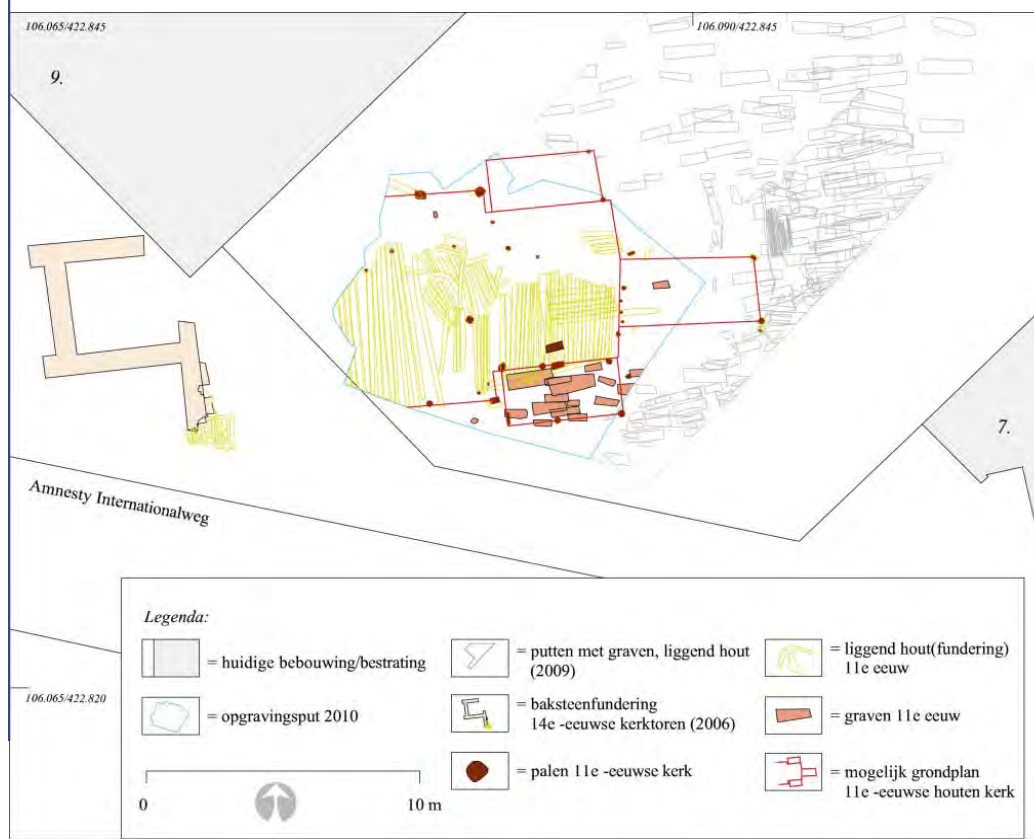 106.065/422.845
106.090/422.845
9.
7.
Amnesty Internationalweg
Legenda:
= huidige bebouwing/bestrating
= opgravingsput 2010
= putten met graven, liggend hout
(2009)
= baksteenfundering
14e -eeuwse kerktoren (2006)
= palen 11e -eeuwse kerk
= liggend hout(fundering)
11e eeuw
= graven 11e eeuw
= mogelijk grondplan
11e -eeuwse houten kerk
106.065/422.820
0
10 m